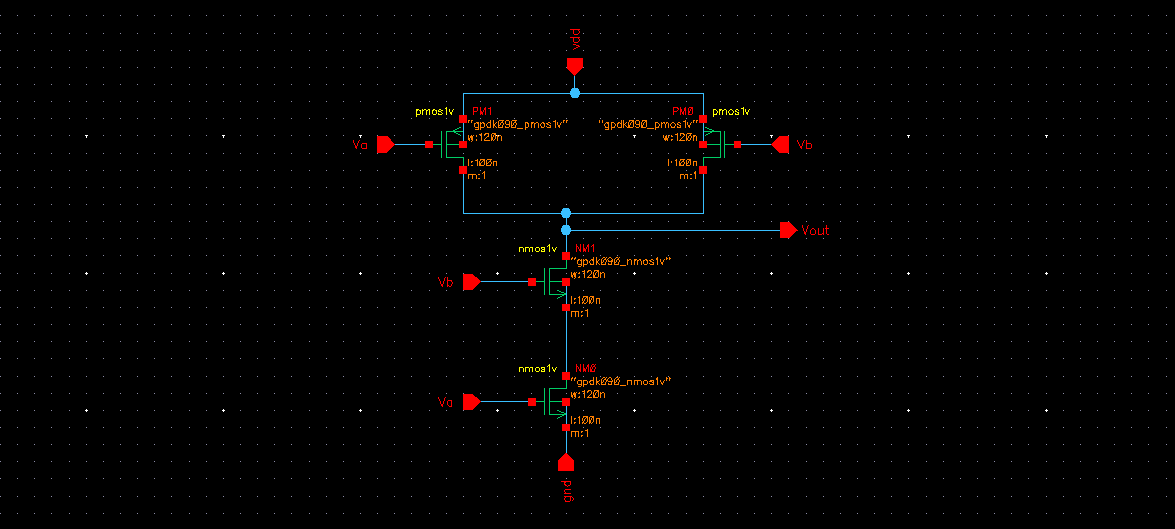 vdd
pmos1v PM1
"gpdk090_pmos1v"
w:120n
l:100n
m:1
PM0 pmos1v
"gpdk090_pmos1v"
w:120n
l:100n
m:1
Va
Vb
Vout
nmos1v NM1
"gpdk090_nmos1v"
w:120n
Vb
l:100n
m:1
nmos1v NM0
"gpdk090_nmos1v"
w:120n
Va
l:100n
m:1
gnd